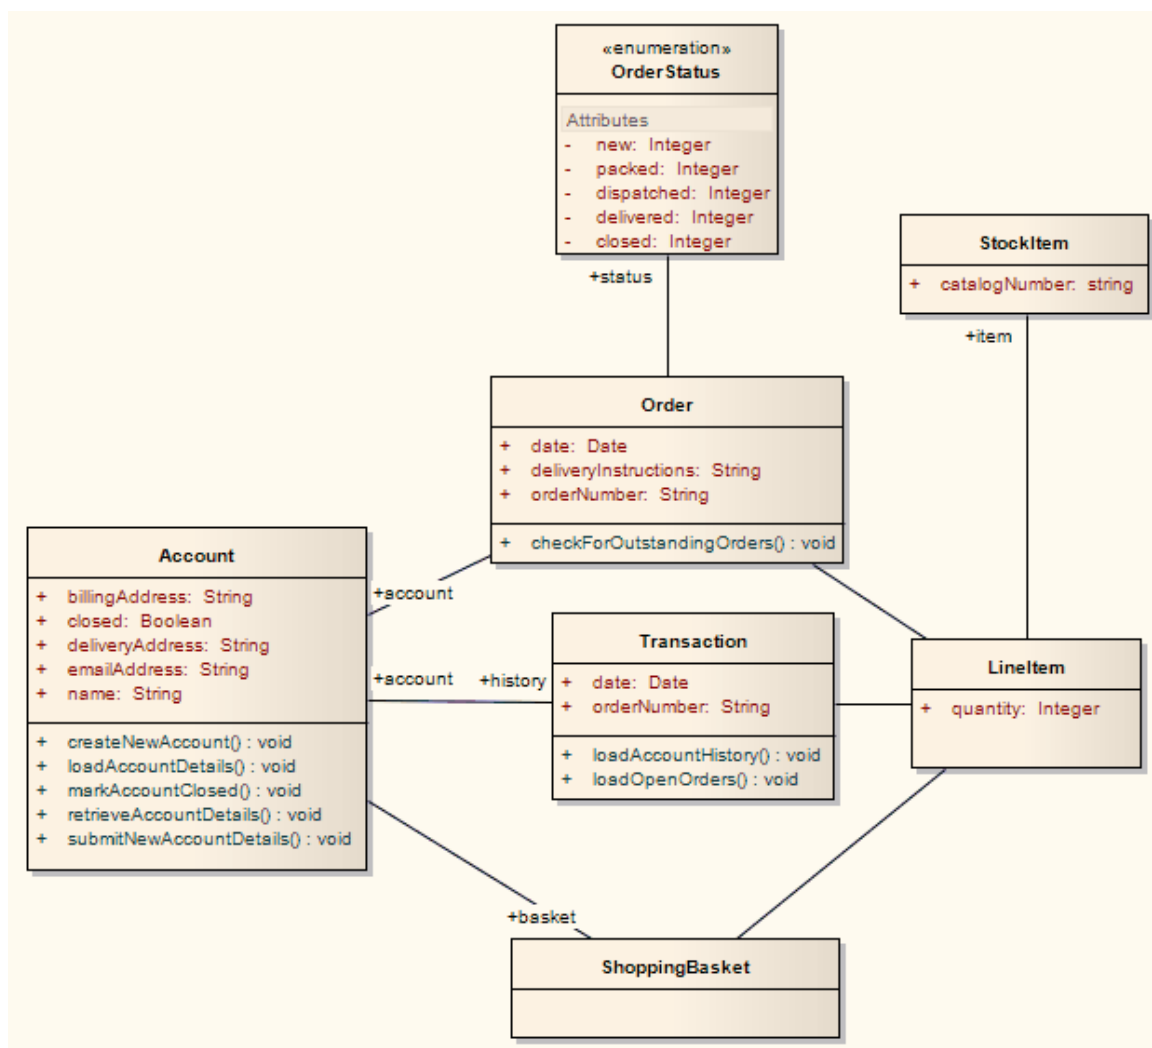 «enumeration»
OrderStatus
Attributes
- new: Integer
- packed: Integer
- dispatched: Integer
- delivered: Integer
- closed: Integer
+status
StockItem
+ catalogNumber: string
+item
Order
+ date: Date
+ deliveryInstructions: String
+ orderNumber: String
+ checkForOutstandingOrders() : void
Account
+ billingAddress: String
+ closed: Boolean
+ deliveryAddress: String
+ emailAddress: String
+ name: String
+ createNewAccount() : void
+ loadAccountDetails() : void
+ markAccountClosed() : void
+ retrieveAccountDetails() : void
+ submitNewAccountDetails() : void
+account
+account
+history
Transaction
+ date: Date
+ orderNumber: String
+ loadAccountHistory() : void
+ loadOpenOrders() : void
LineItem
+ quantity: Integer
+basket
ShoppingBasket